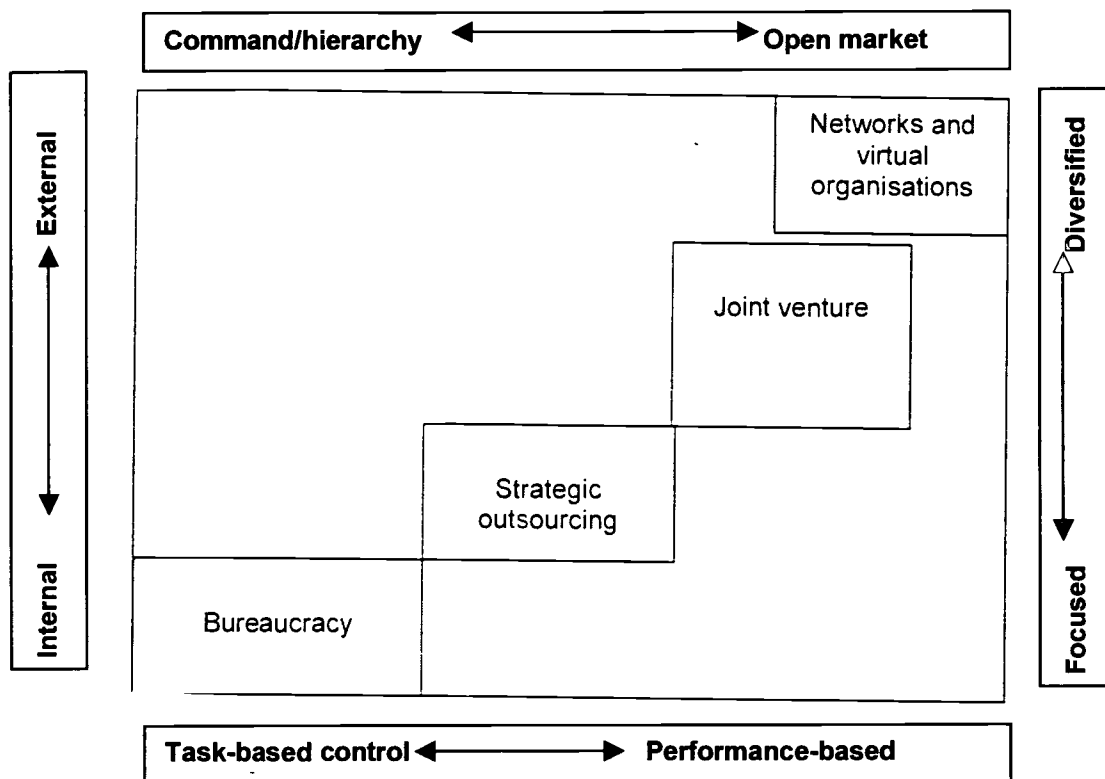 Command/hierarchy Open market
External
Internal
Networks and
virtual
organisations
Joint venture
Strategic
outsourcing
Bureaucracy
Diversified
Focused
Task-based control Performance-based